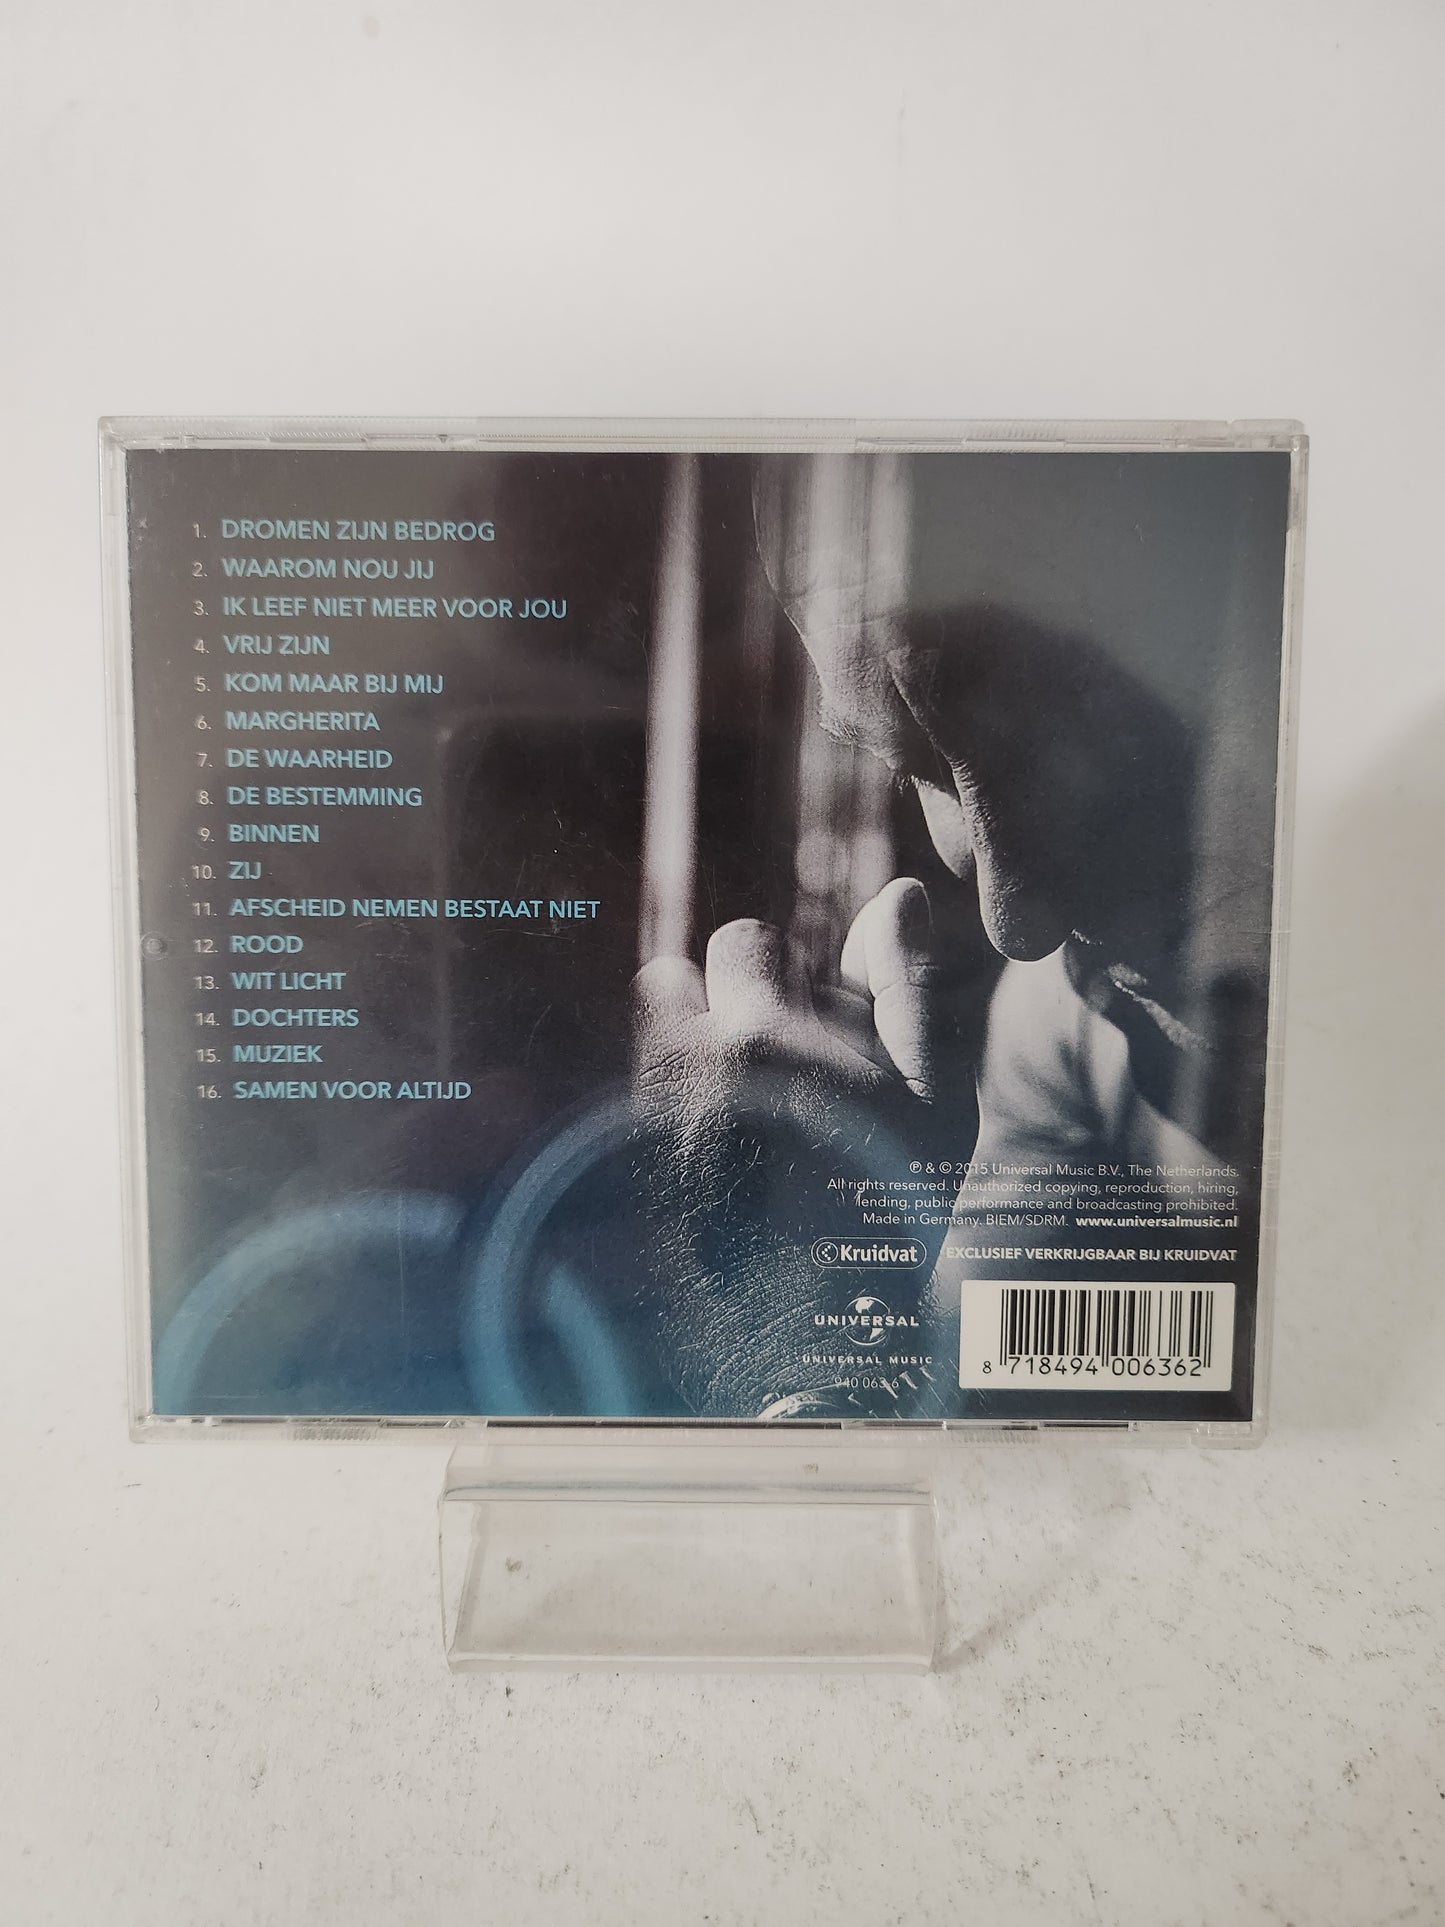 1. DROMEN ZIJN BEDROG
2. WAAROM NOU JIJ
3. IK LEEF NIET MEER VOOR JOU
4. VRIJ ZIJN
5. KOM MAAR BIJ MIJ
6. MARGHERITA
7. DE WAARHEID
8. DE BESTEMMING
9. BINNEN
10. ZIJ
11. AFSCHEID NEMEN BESTAAT NIET
12. ROOD
13. WIT LICHT
14. DOCHTERS
15. MUZIEK
16. SAMEN VOOR ALTIJD
℗ & © 2015 Universal Music B.V., The Netherlands.
All rights reserved. Unauthorized copying, reproduction, hiring,
lending, public performance and broadcasting prohibited.
Made in Germany. BIEM/SDRM. www.universalmusic.nl
Kruidvat EXCLUSIEF VERKRIJGBAAR BIJ KRUIDVAT
UNIVERSAL
UNIVERSAL MUSIC
940 063-6
8 718494 006362